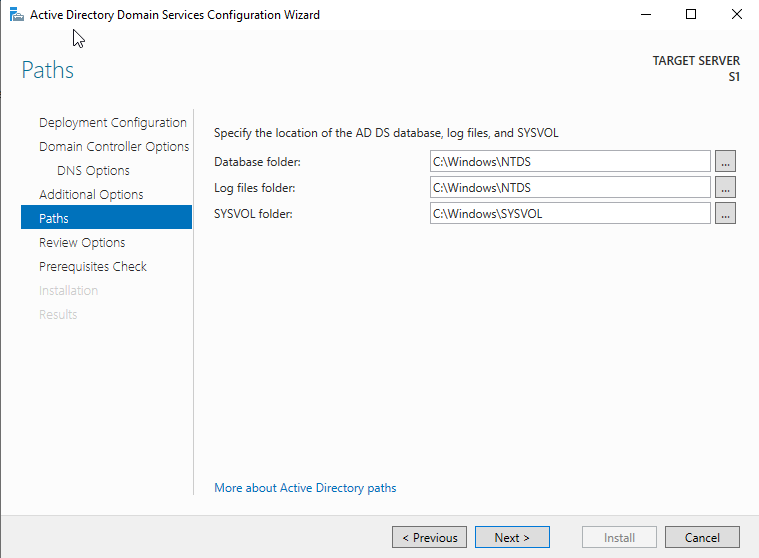 Active Directory Domain Services Configuration Wizard
Paths
TARGET SERVER
S1
Deployment Configuration
Domain Controller Options
DNS Options
Additional Options
Paths
Review Options
Prerequisites Check
Installation
Results
Specify the location of the AD DS database, log files, and SYSVOL
Database folder: C:\Windows\NTDS ...
Log files folder: C:\Windows\NTDS ...
SYSVOL folder: C:\Windows\SYSVOL ...
More about Active Directory paths
< Previous Next > Install Cancel